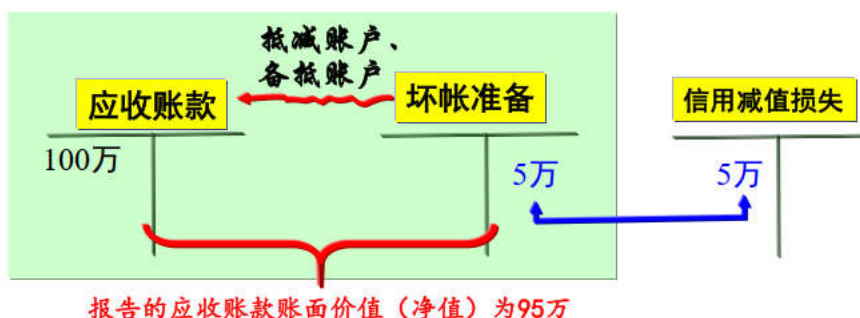 抵减账户、
备抵账户
应收账款
坏帐准备
信用减值损失
100万
5万
5万
报告的应收账款账面价值（净值）为95万